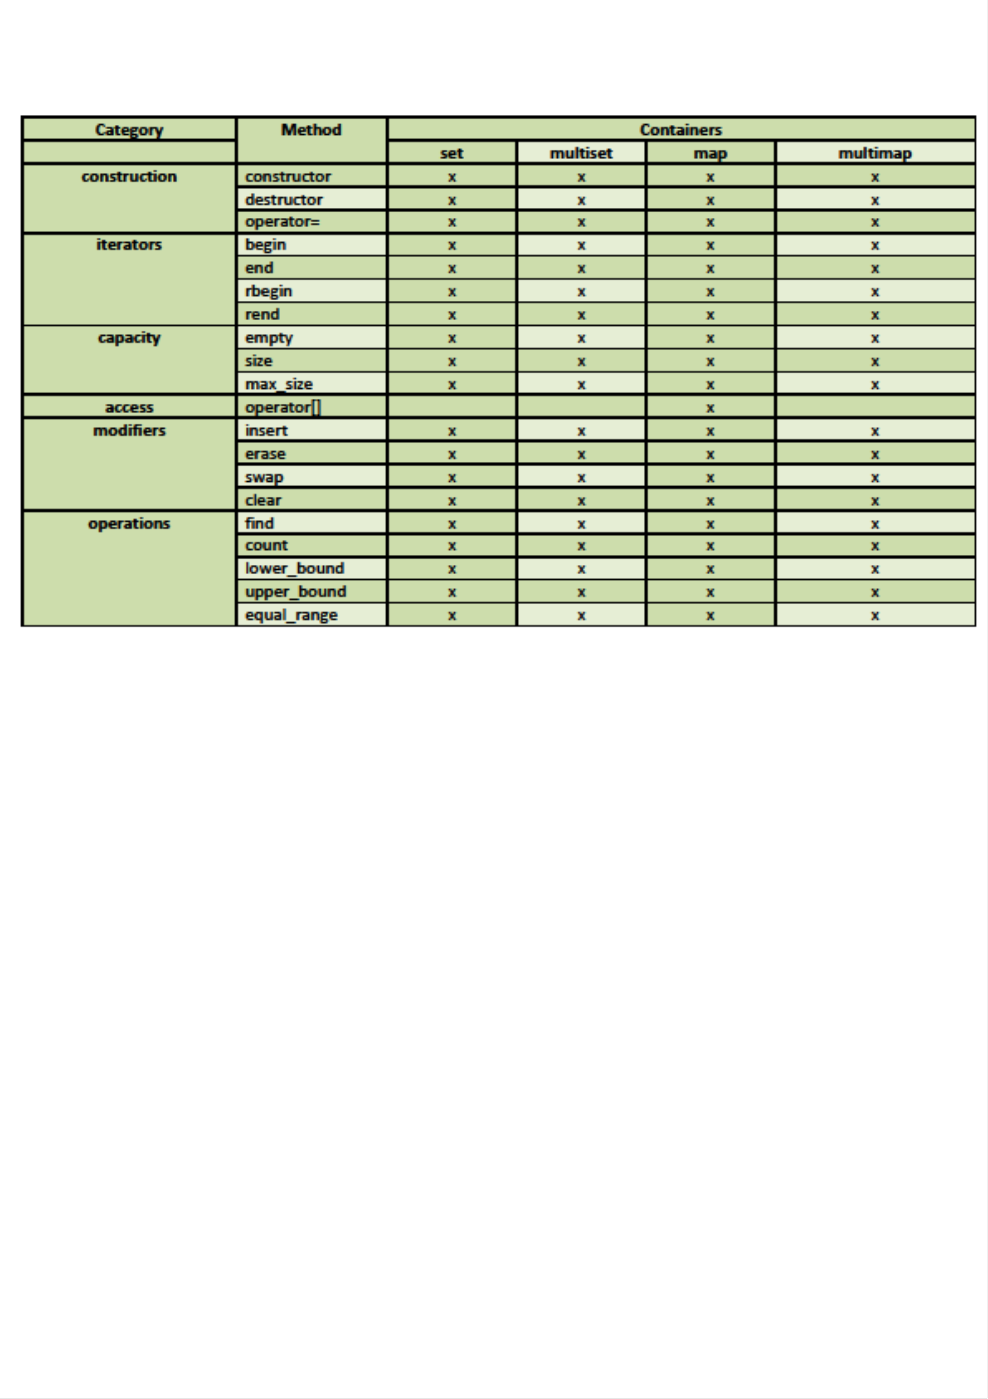 Category Method Containers
set multiset map multimap
construction constructor x x x x
destructor x x x x
operator= x x x x
iterators begin x x x x
end x x x x
rbegin x x x x
rend x x x x
capacity empty x x x x
size x x x x
max_size x x x x
access operator[] x
modifiers insert x x x x
erase x x x x
swap x x x x
clear x x x x
operations find x x x x
count x x x x
lower_bound x x x x
upper_bound x x x x
equal_range x x x x